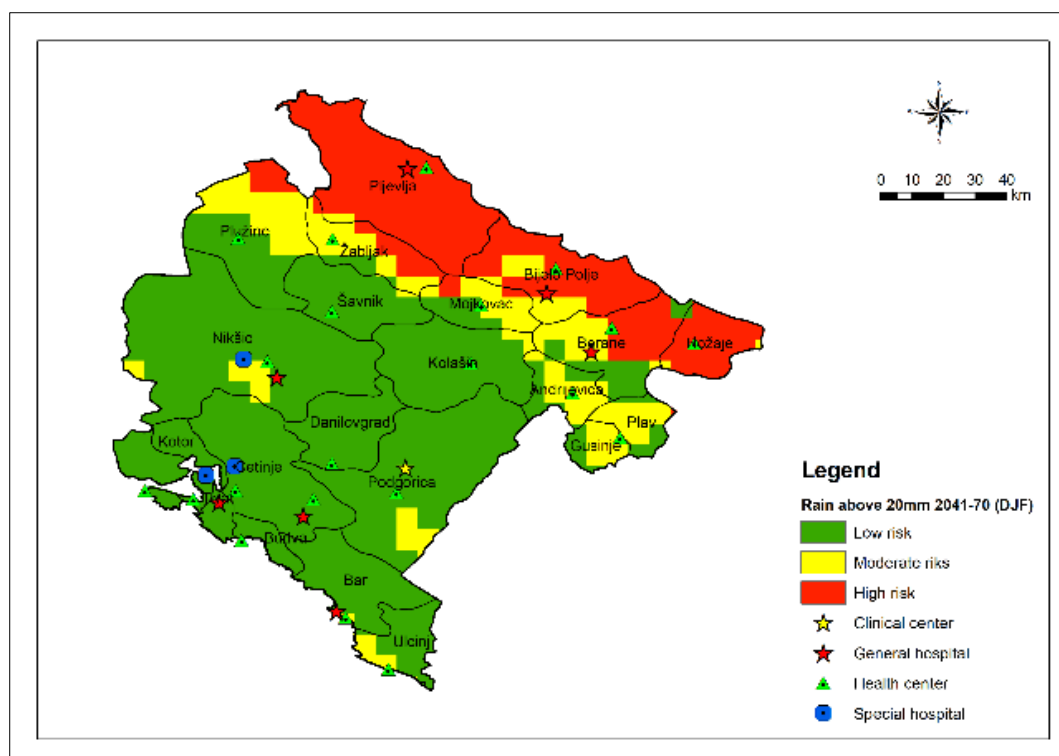 Pljevlja
Plužine
Žabljak
Bijelo Polje
Mojkovac
Šavnik
Nikšić
Berane
Rožaje
Kolašin
Andrijevica
Danilovgrad
Plav
Gusinje
Kotor
Cetinje
Podgorica
Tivat
Budva
Bar
Ulcinj
0 10 20 30 40
km
Legend
Rain above 20mm 2041-70 (DJF)
Low risk
Moderate riks
High risk
Clinical center
General hospital
Health center
Special hospital